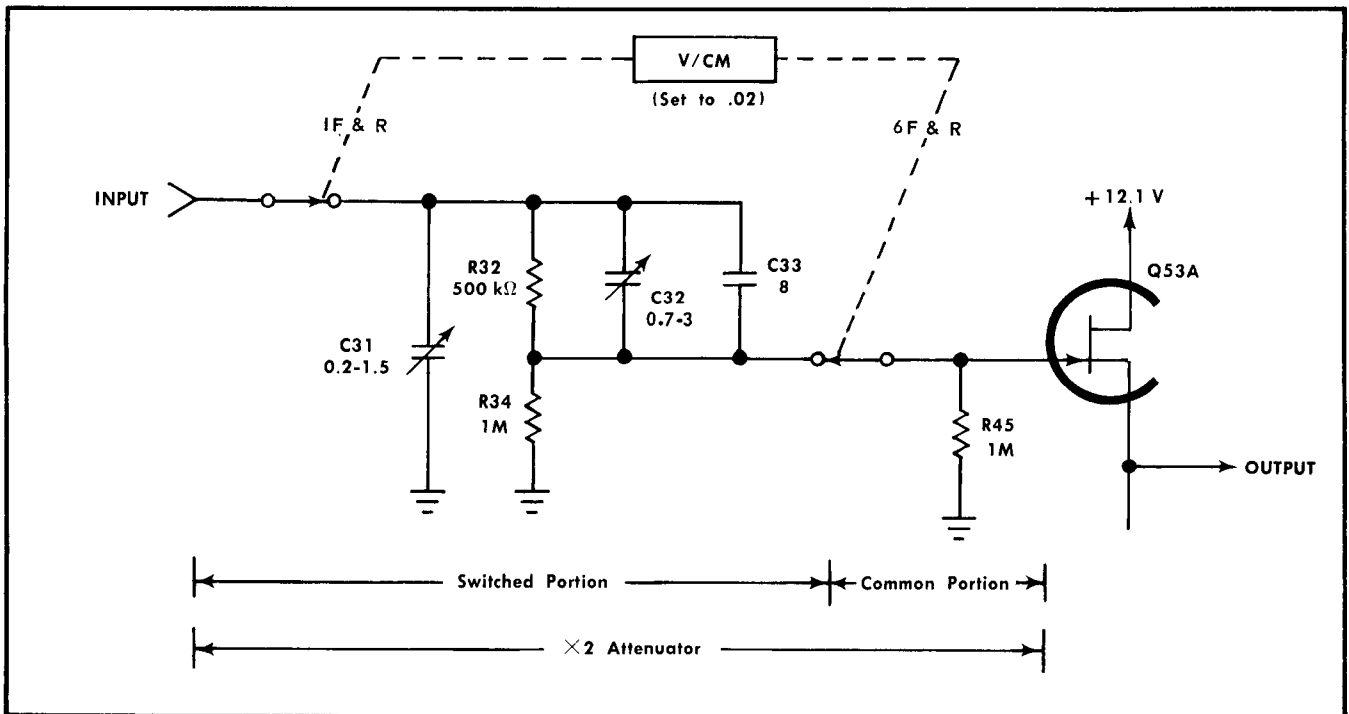 V/CM
(Set to .02)
1F & R
6F & R
INPUT
+12.1 V
Q53A
R32
500 kΩ
C32
0.7-3
C33
8
C31
0.2-1.5
R34
1M
R45
1M
OUTPUT
Switched Portion
Common Portion
×2 Attenuator